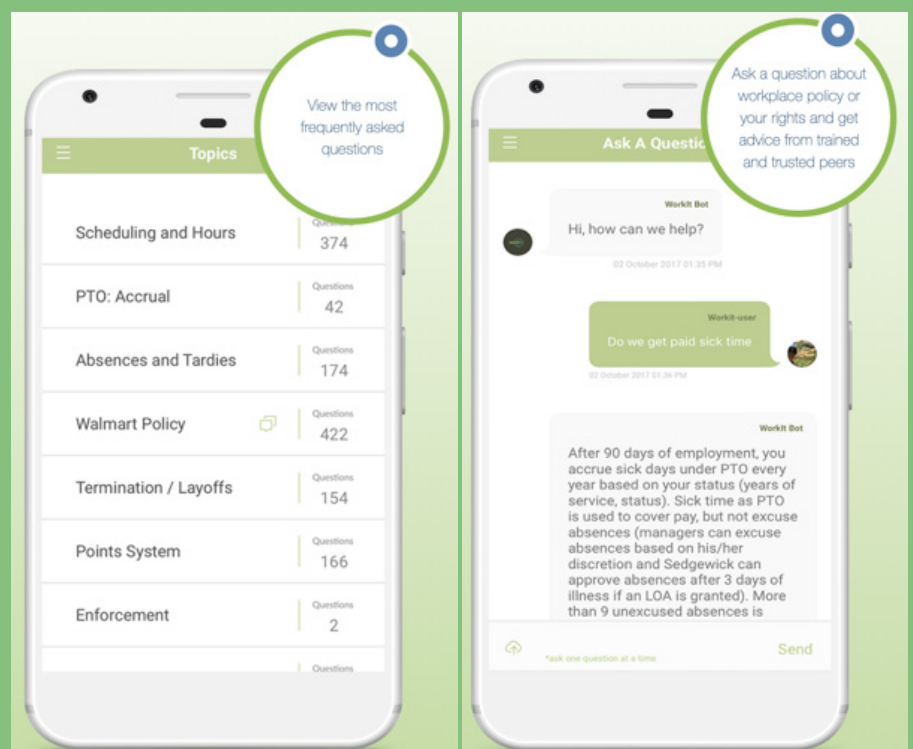 View the most
frequently asked
questions
Topics
Scheduling and Hours
Questions
374
PTO: Accrual
Questions
42
Absences and Tardies
Questions
174
Walmart Policy
Questions
422
Termination / Layoffs
Questions
154
Points System
Questions
166
Enforcement
Questions
2
Questions
Ask a question about
workplace policy or
your rights and get
advice from trained
and trusted peers
Ask A Questio
WorkIt Bot
Hi, how can we help?
02 October 2017 01:35 PM
WorkIt-user
Do we get paid sick time
02 October 2017 01:36 PM
WorkIt Bot
After 90 days of employment, you
accrue sick days under PTO every
year based on your status (years of
service, status). Sick time as PTO
is used to cover pay, but not excuse
absences (managers can excuse
absences based on his/her
discretion and Sedgewick can
approve absences after 3 days of
illness if an LOA is granted). More
than 9 unexcused absences is
*ask one question at a time
Send